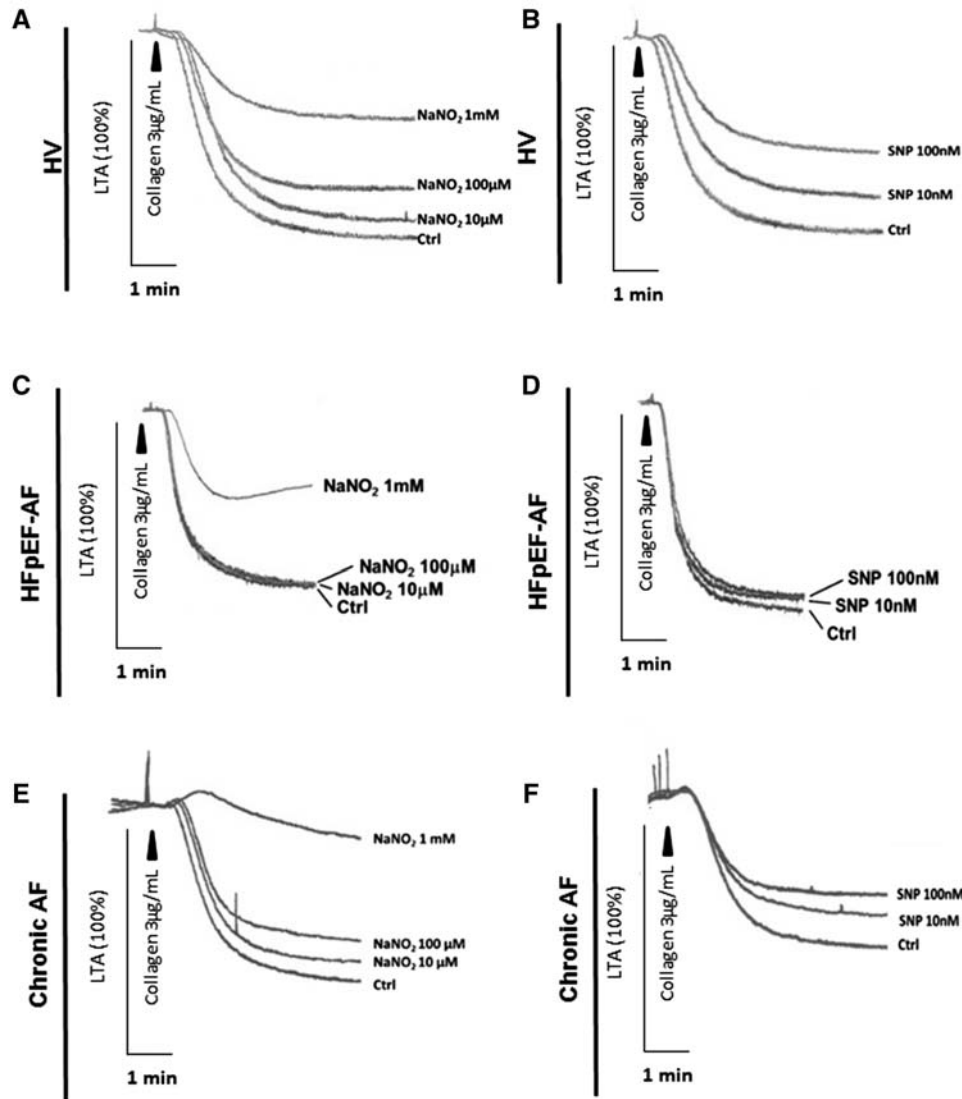 A
HV
LTA (100%)
Collagen 3µg/mL
NaNO₂ 1mM
NaNO₂ 100µM
NaNO₂ 10µM
Ctrl
1 min
B
HV
LTA (100%)
Collagen 3µg/mL
SNP 100nM
SNP 10nM
Ctrl
1 min
C
HFpEF-AF
LTA (100%)
Collagen 3µg/mL
NaNO₂ 1mM
NaNO₂ 100µM
NaNO₂ 10µM
Ctrl
1 min
D
HFpEF-AF
LTA (100%)
Collagen 3µg/mL
SNP 100nM
SNP 10nM
Ctrl
1 min
E
Chronic AF
LTA (100%)
Collagen 3µg/mL
NaNO₂ 1 mM
NaNO₂ 100 µM
NaNO₂ 10 µM
Ctrl
1 min
F
Chronic AF
LTA (100%)
Collagen 3µg/mL
SNP 100nM
SNP 10nM
Ctrl
1 min